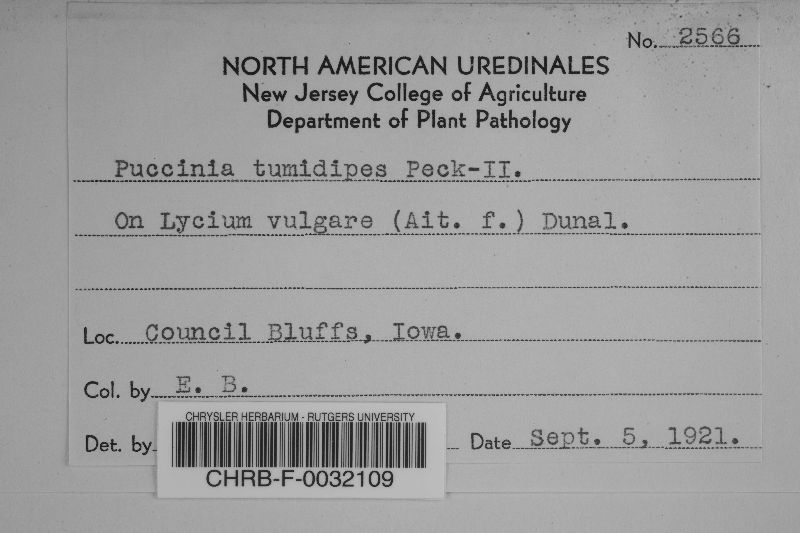 No. 2566
NORTH AMERICAN UREDINALES
New Jersey College of Agriculture
Department of Plant Pathology
Puccinia tumidipes Peck-II.
On Lycium vulgare (Ait. f.) Dunal.
Loc. Council Bluffs, Iowa.
Col. by E. B.
Det. by
Date Sept. 5, 1921.
CHRYSLER HERBARIUM - RUTGERS UNIVERSITY
CHRB-F-0032109